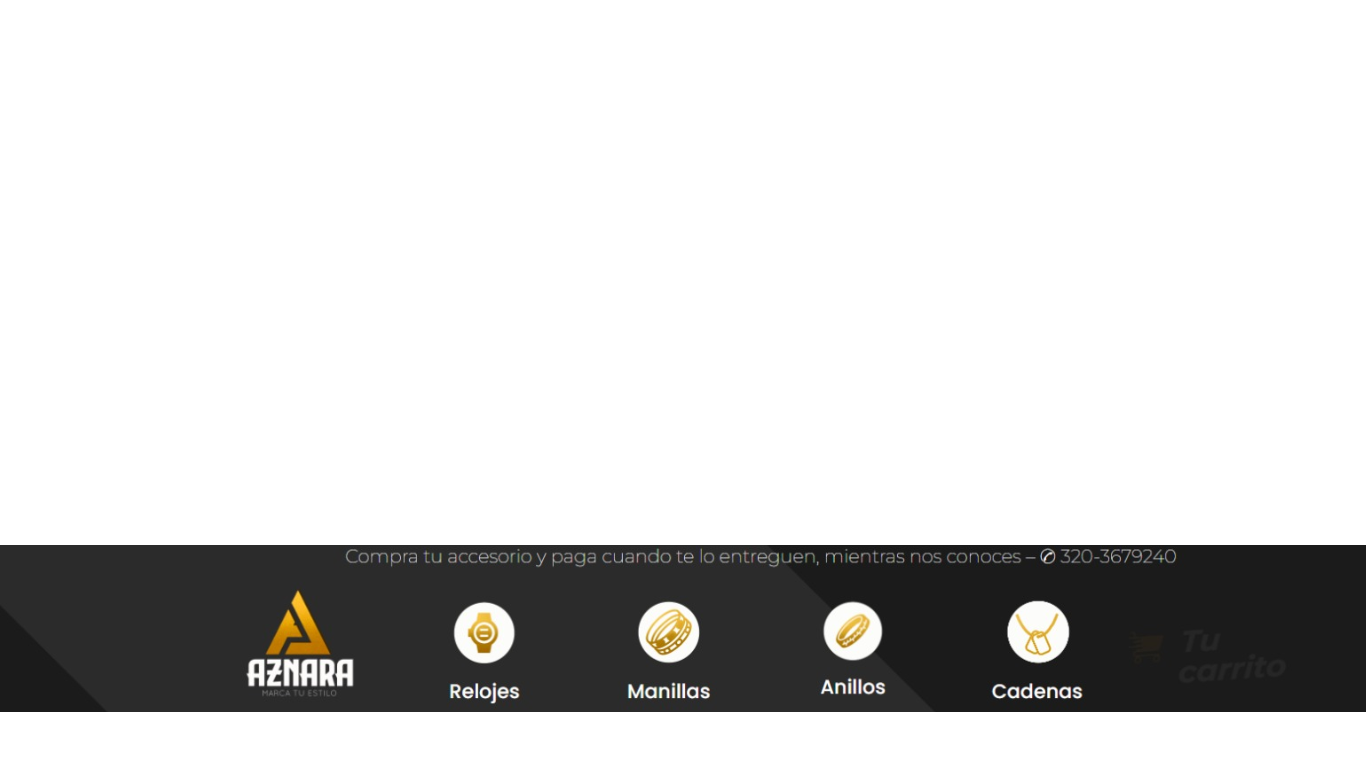 Compra tu accesorio y paga cuando te lo entreguen, mientras nos conoces – ✆ 320-3679240
AZNARA
MARCA TU ESTILO
Relojes
Manillas
Anillos
Cadenas
Tu
carrito